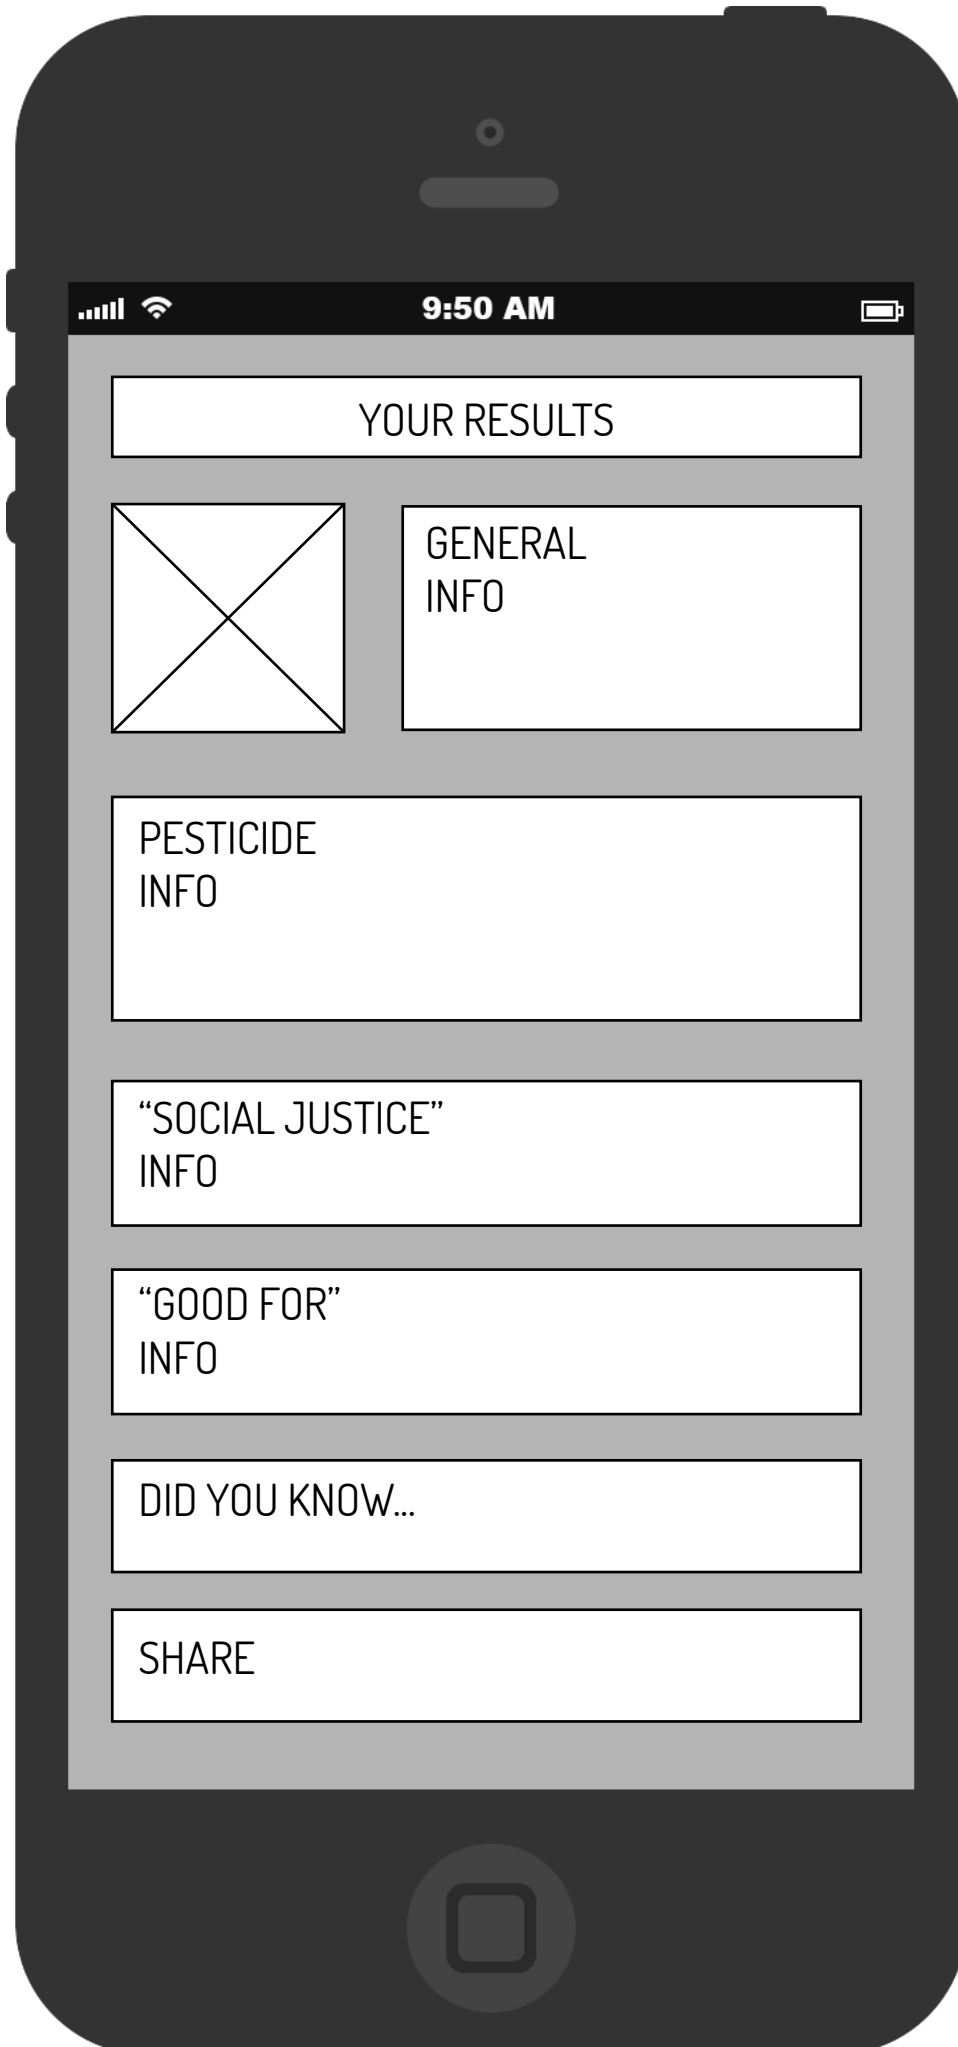 9:50 AM
YOUR RESULTS
GENERAL
INFO
PESTICIDE
INFO
“SOCIAL JUSTICE”
INFO
“GOOD FOR”
INFO
DID YOU KNOW...
SHARE